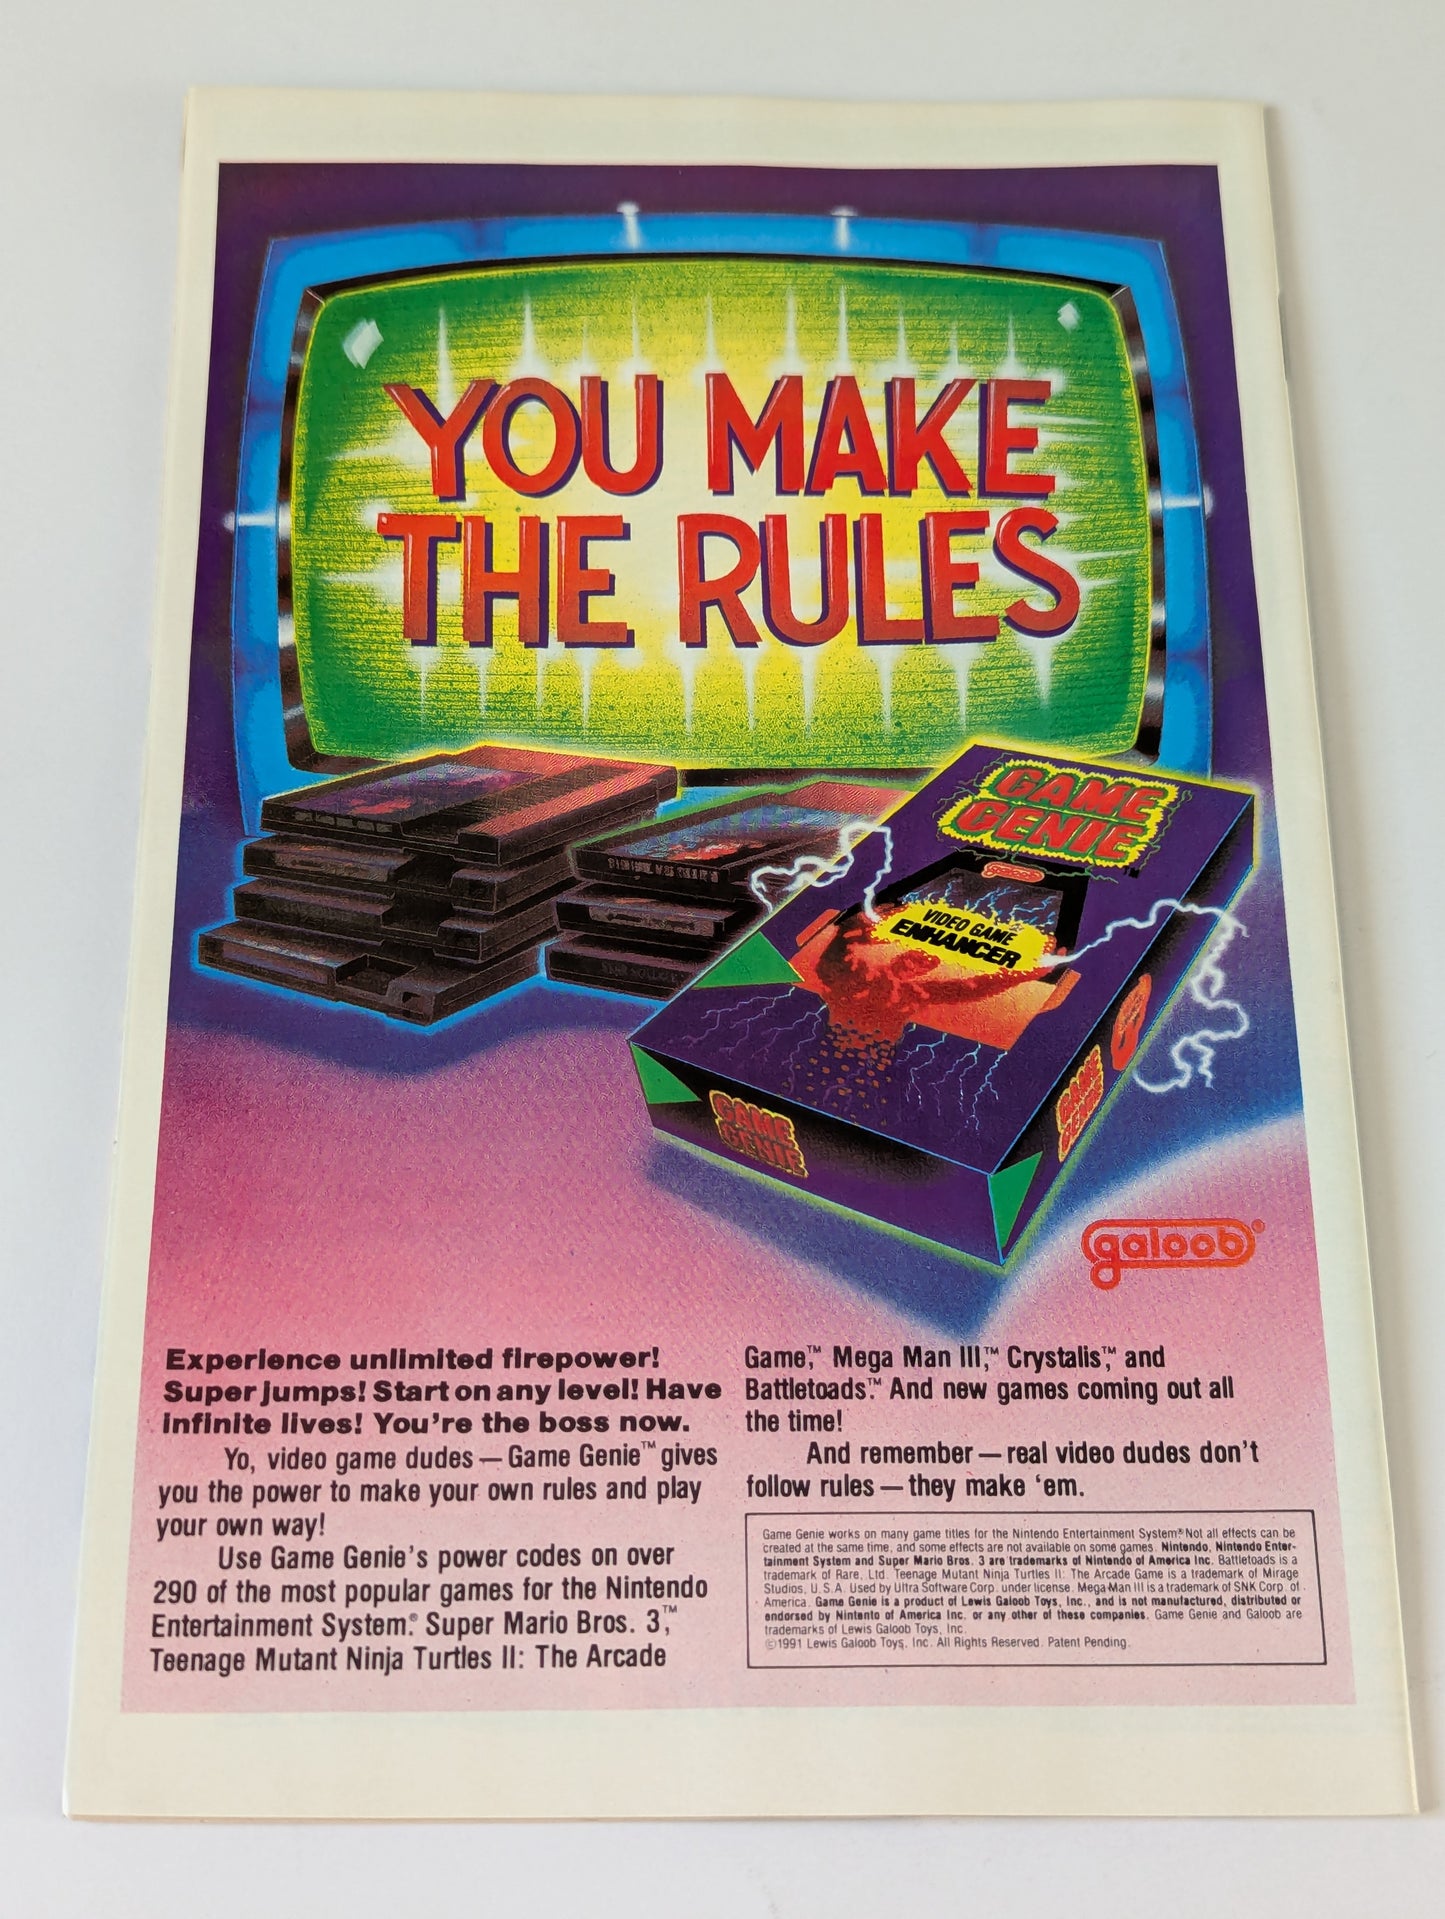 YOU MAKE
THE RULES
GAME
GENIE™
galoob
VIDEO GAME
ENHANCER
GAME
GENIE
GAME
GENIE
galoob®
Experience unlimited firepower!
Super jumps! Start on any level! Have
infinite lives! You're the boss now.
Yo, video game dudes — Game Genie™ gives
you the power to make your own rules and play
your own way!
Use Game Genie's power codes on over
290 of the most popular games for the Nintendo
Entertainment System.® Super Mario Bros. 3,™
Teenage Mutant Ninja Turtles II: The Arcade
Game,™ Mega Man III,™ Crystalis,™ and
Battletoads.™ And new games coming out all
the time!
And remember — real video dudes don't
follow rules — they make 'em.
Game Genie works on many game titles for the Nintendo Entertainment System.® Not all effects can be
created at the same time, and some effects are not available on some games. Nintendo, Nintendo Enter-
tainment System and Super Mario Bros. 3 are trademarks of Nintendo of America Inc. Battletoads is a
trademark of Rare, Ltd. Teenage Mutant Ninja Turtles II: The Arcade Game is a trademark of Mirage
Studios, U.S.A. Used by Ultra Software Corp. under license. Mega Man III is a trademark of SNK Corp. of
America. Game Genie is a product of Lewis Galoob Toys, Inc., and is not manufactured, distributed or
endorsed by Nintento of America Inc. or any other of these companies. Game Genie and Galoob are
trademarks of Lewis Galoob Toys, Inc.
©1991 Lewis Galoob Toys, Inc. All Rights Reserved. Patent Pending.